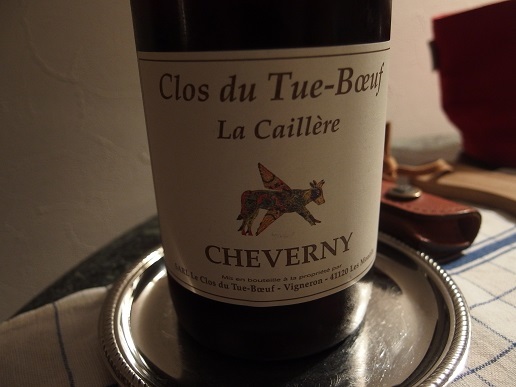 Clos du Tue-Bœuf
La Caillère
CHEVERNY
Mis en bouteille à la propriété par
Le Clos du Tue-Bœuf - Vigneron - 41120 Les